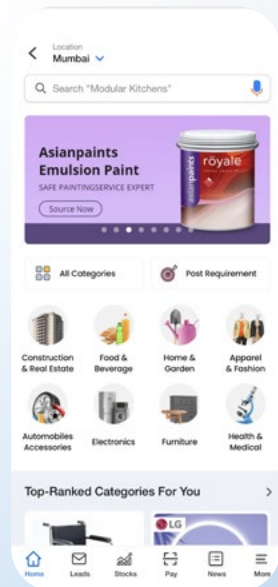 Location
Mumbai
Search "Modular Kitchens"
Asianpaints
Emulsion Paint
SAFE PAINTINGSERVICE EXPERT
Source Now
asianpaints
röyale
All Categories
Post Requirement
Construction
& Real Estate
Food &
Beverage
Home &
Garden
Apparel
& Fashion
Automobiles
Accessories
Electronics
Furniture
Health &
Medical
Top-Ranked Categories For You
LG
Home
Leads
Stocks
Pay
News
More